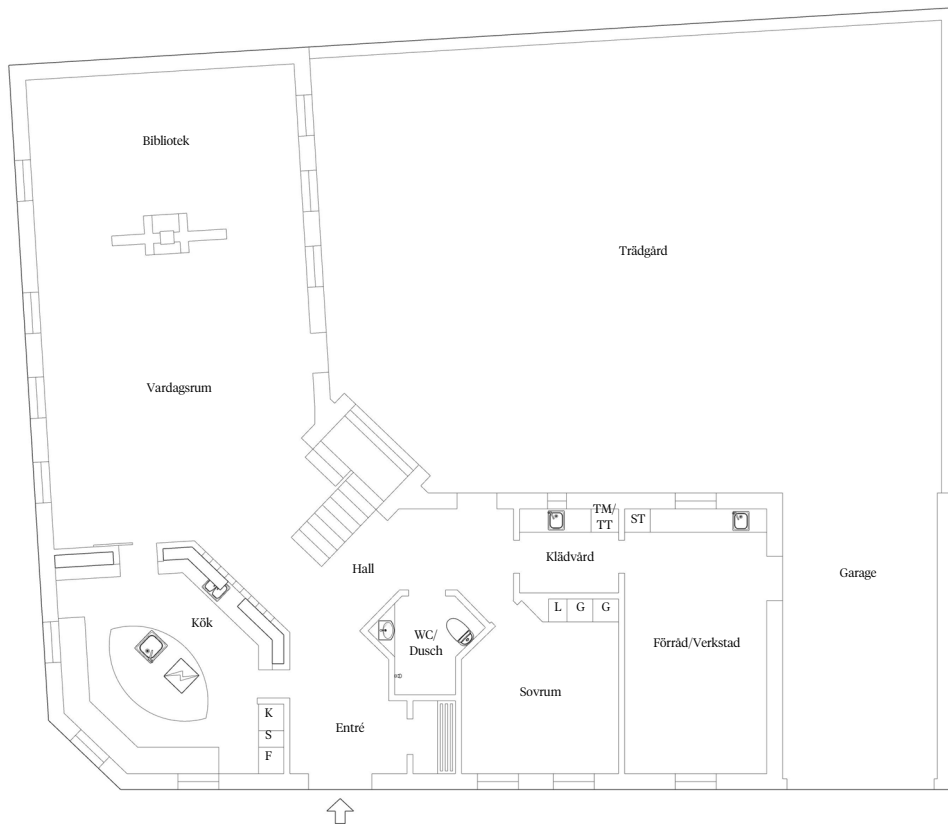 Bibliotek
Trädgård
Vardagsrum
TM/
TT
ST
Klädvård
Hall
Garage
L
G
G
Kök
WC/
Dusch
Förråd/Verkstad
Sovrum
K
S
F
Entré